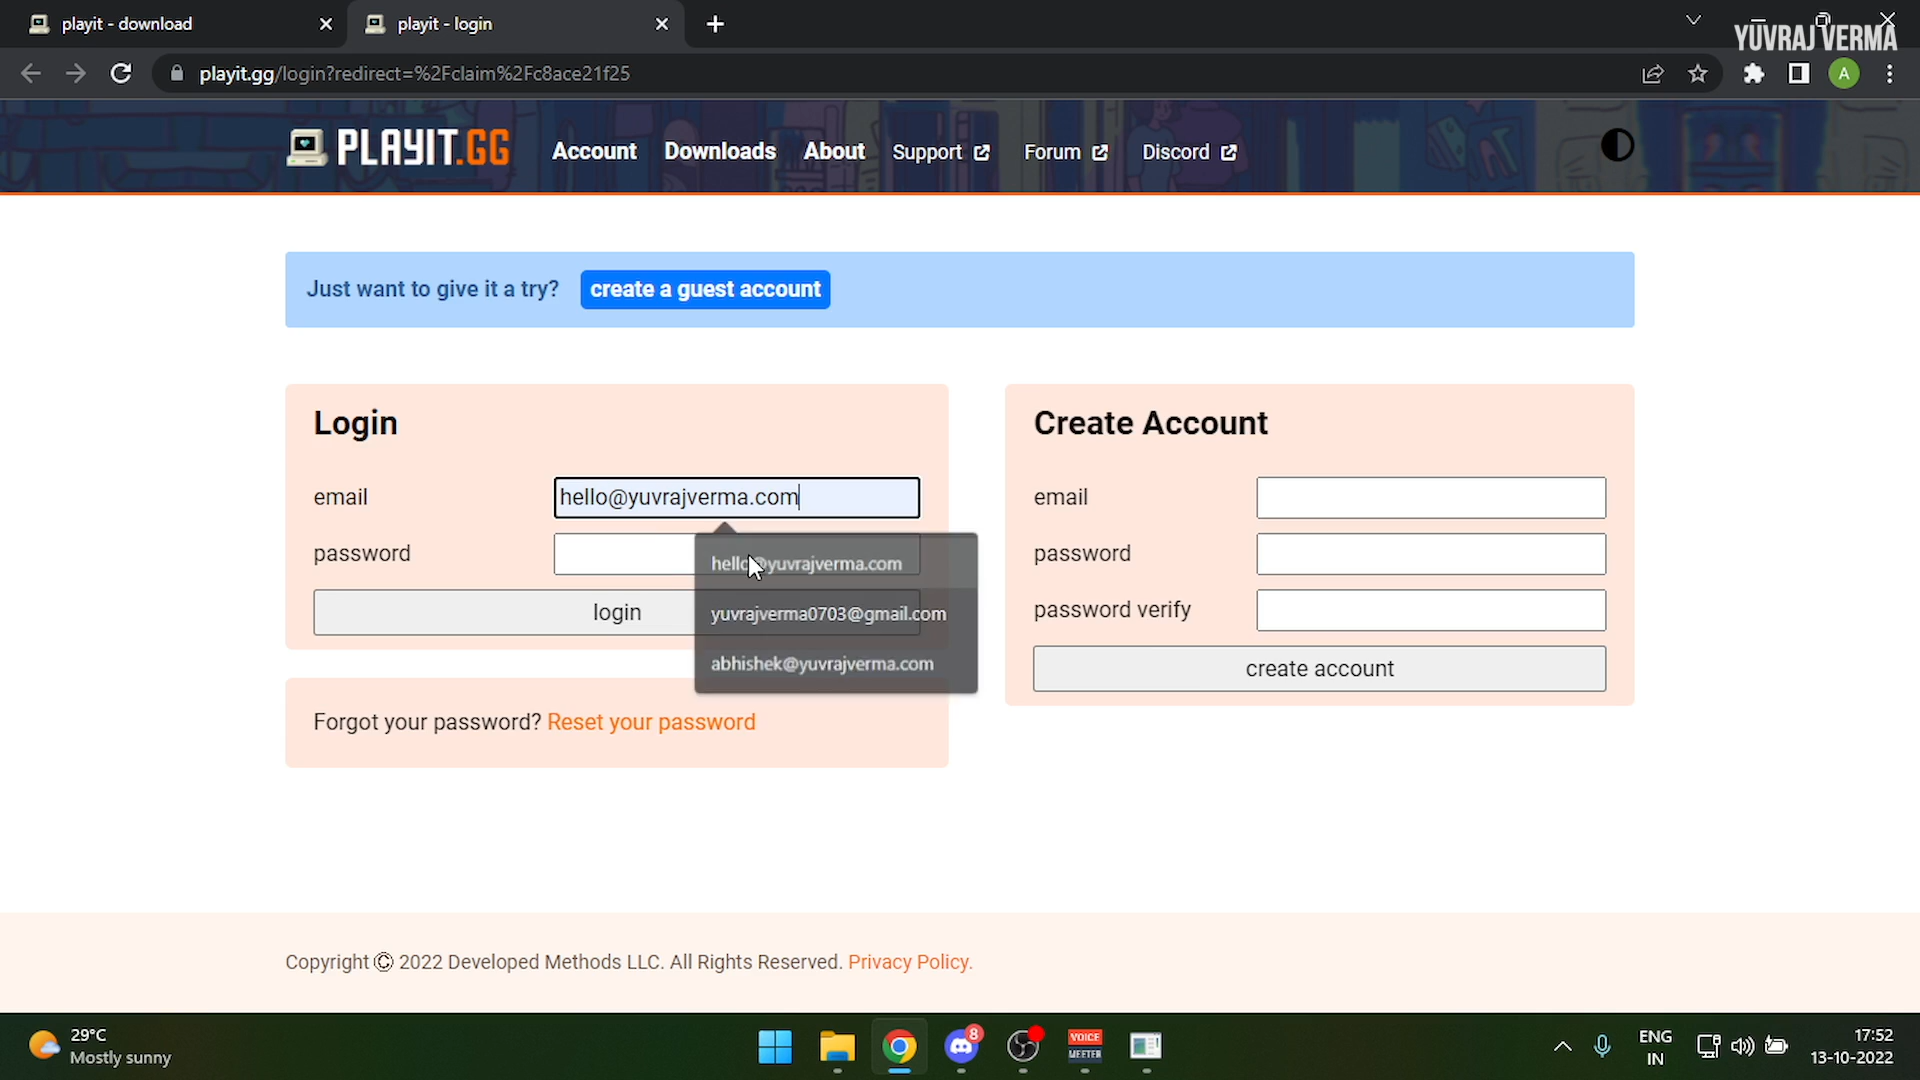 playit - download
playit - login
YUVRAJ VERMA
playit.gg/login?redirect=%2Fclaim%2Fc8ace21f25
A
PLAYIT.GG
Account
Downloads
About
Support
Forum
Discord
Just want to give it a try?
create a guest account
Login
email
hello@yuvrajverma.com
password
hello@yuvrajverma.com
login
yuvrajverma0703@gmail.com
abhishek@yuvrajverma.com
Forgot your password? Reset your password
Create Account
email
password
password verify
create account
Copyright © 2022 Developed Methods LLC. All Rights Reserved. Privacy Policy.
29°C
Mostly sunny
8
VOICE
MEETER
ENG
IN
17:52
13-10-2022